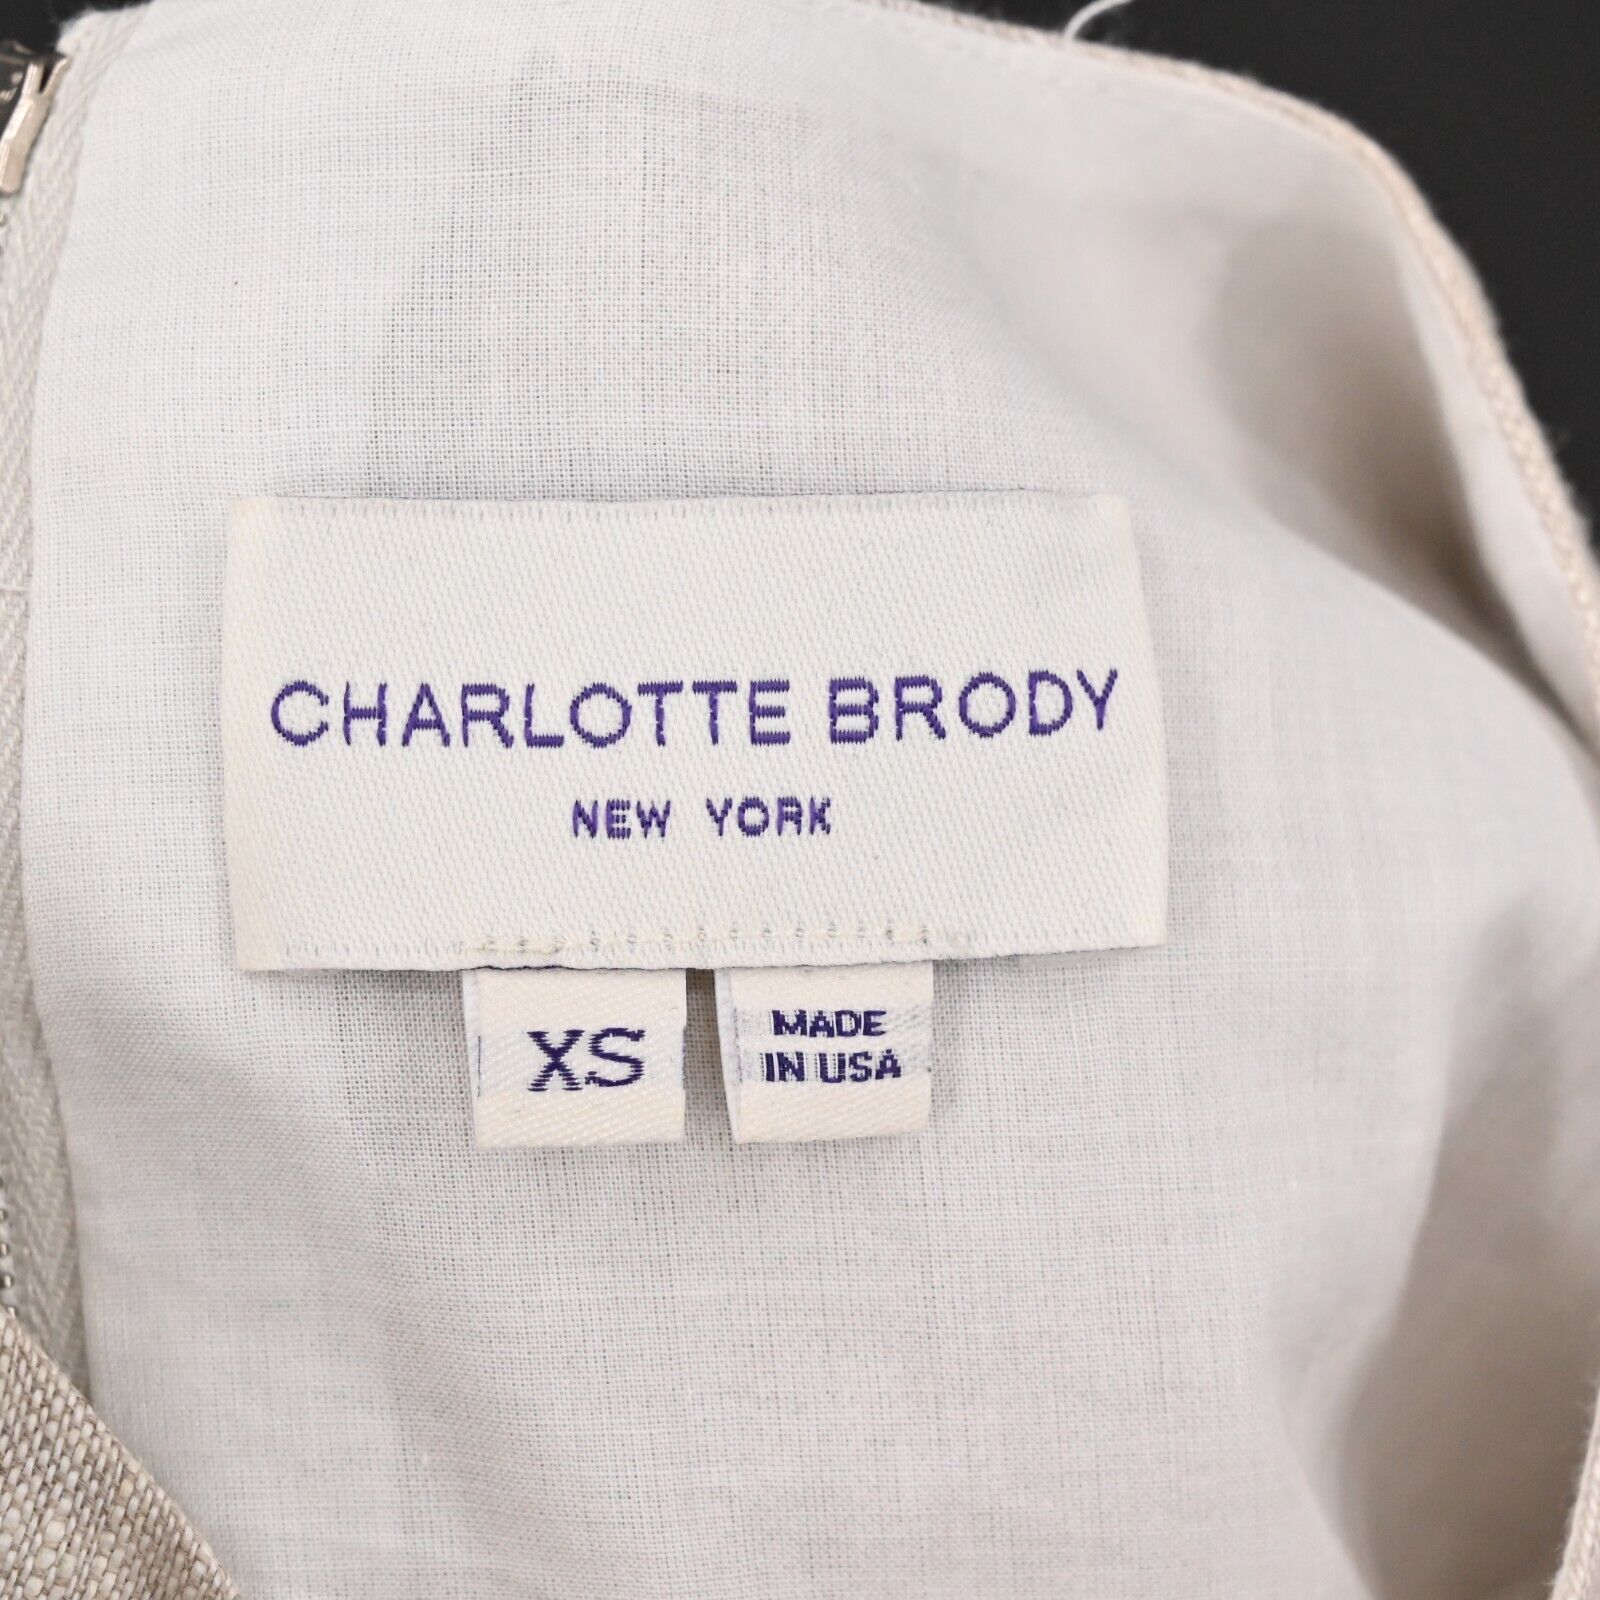 CHARLOTTE BRODY
NEW YORK
XS
MADE
IN USA